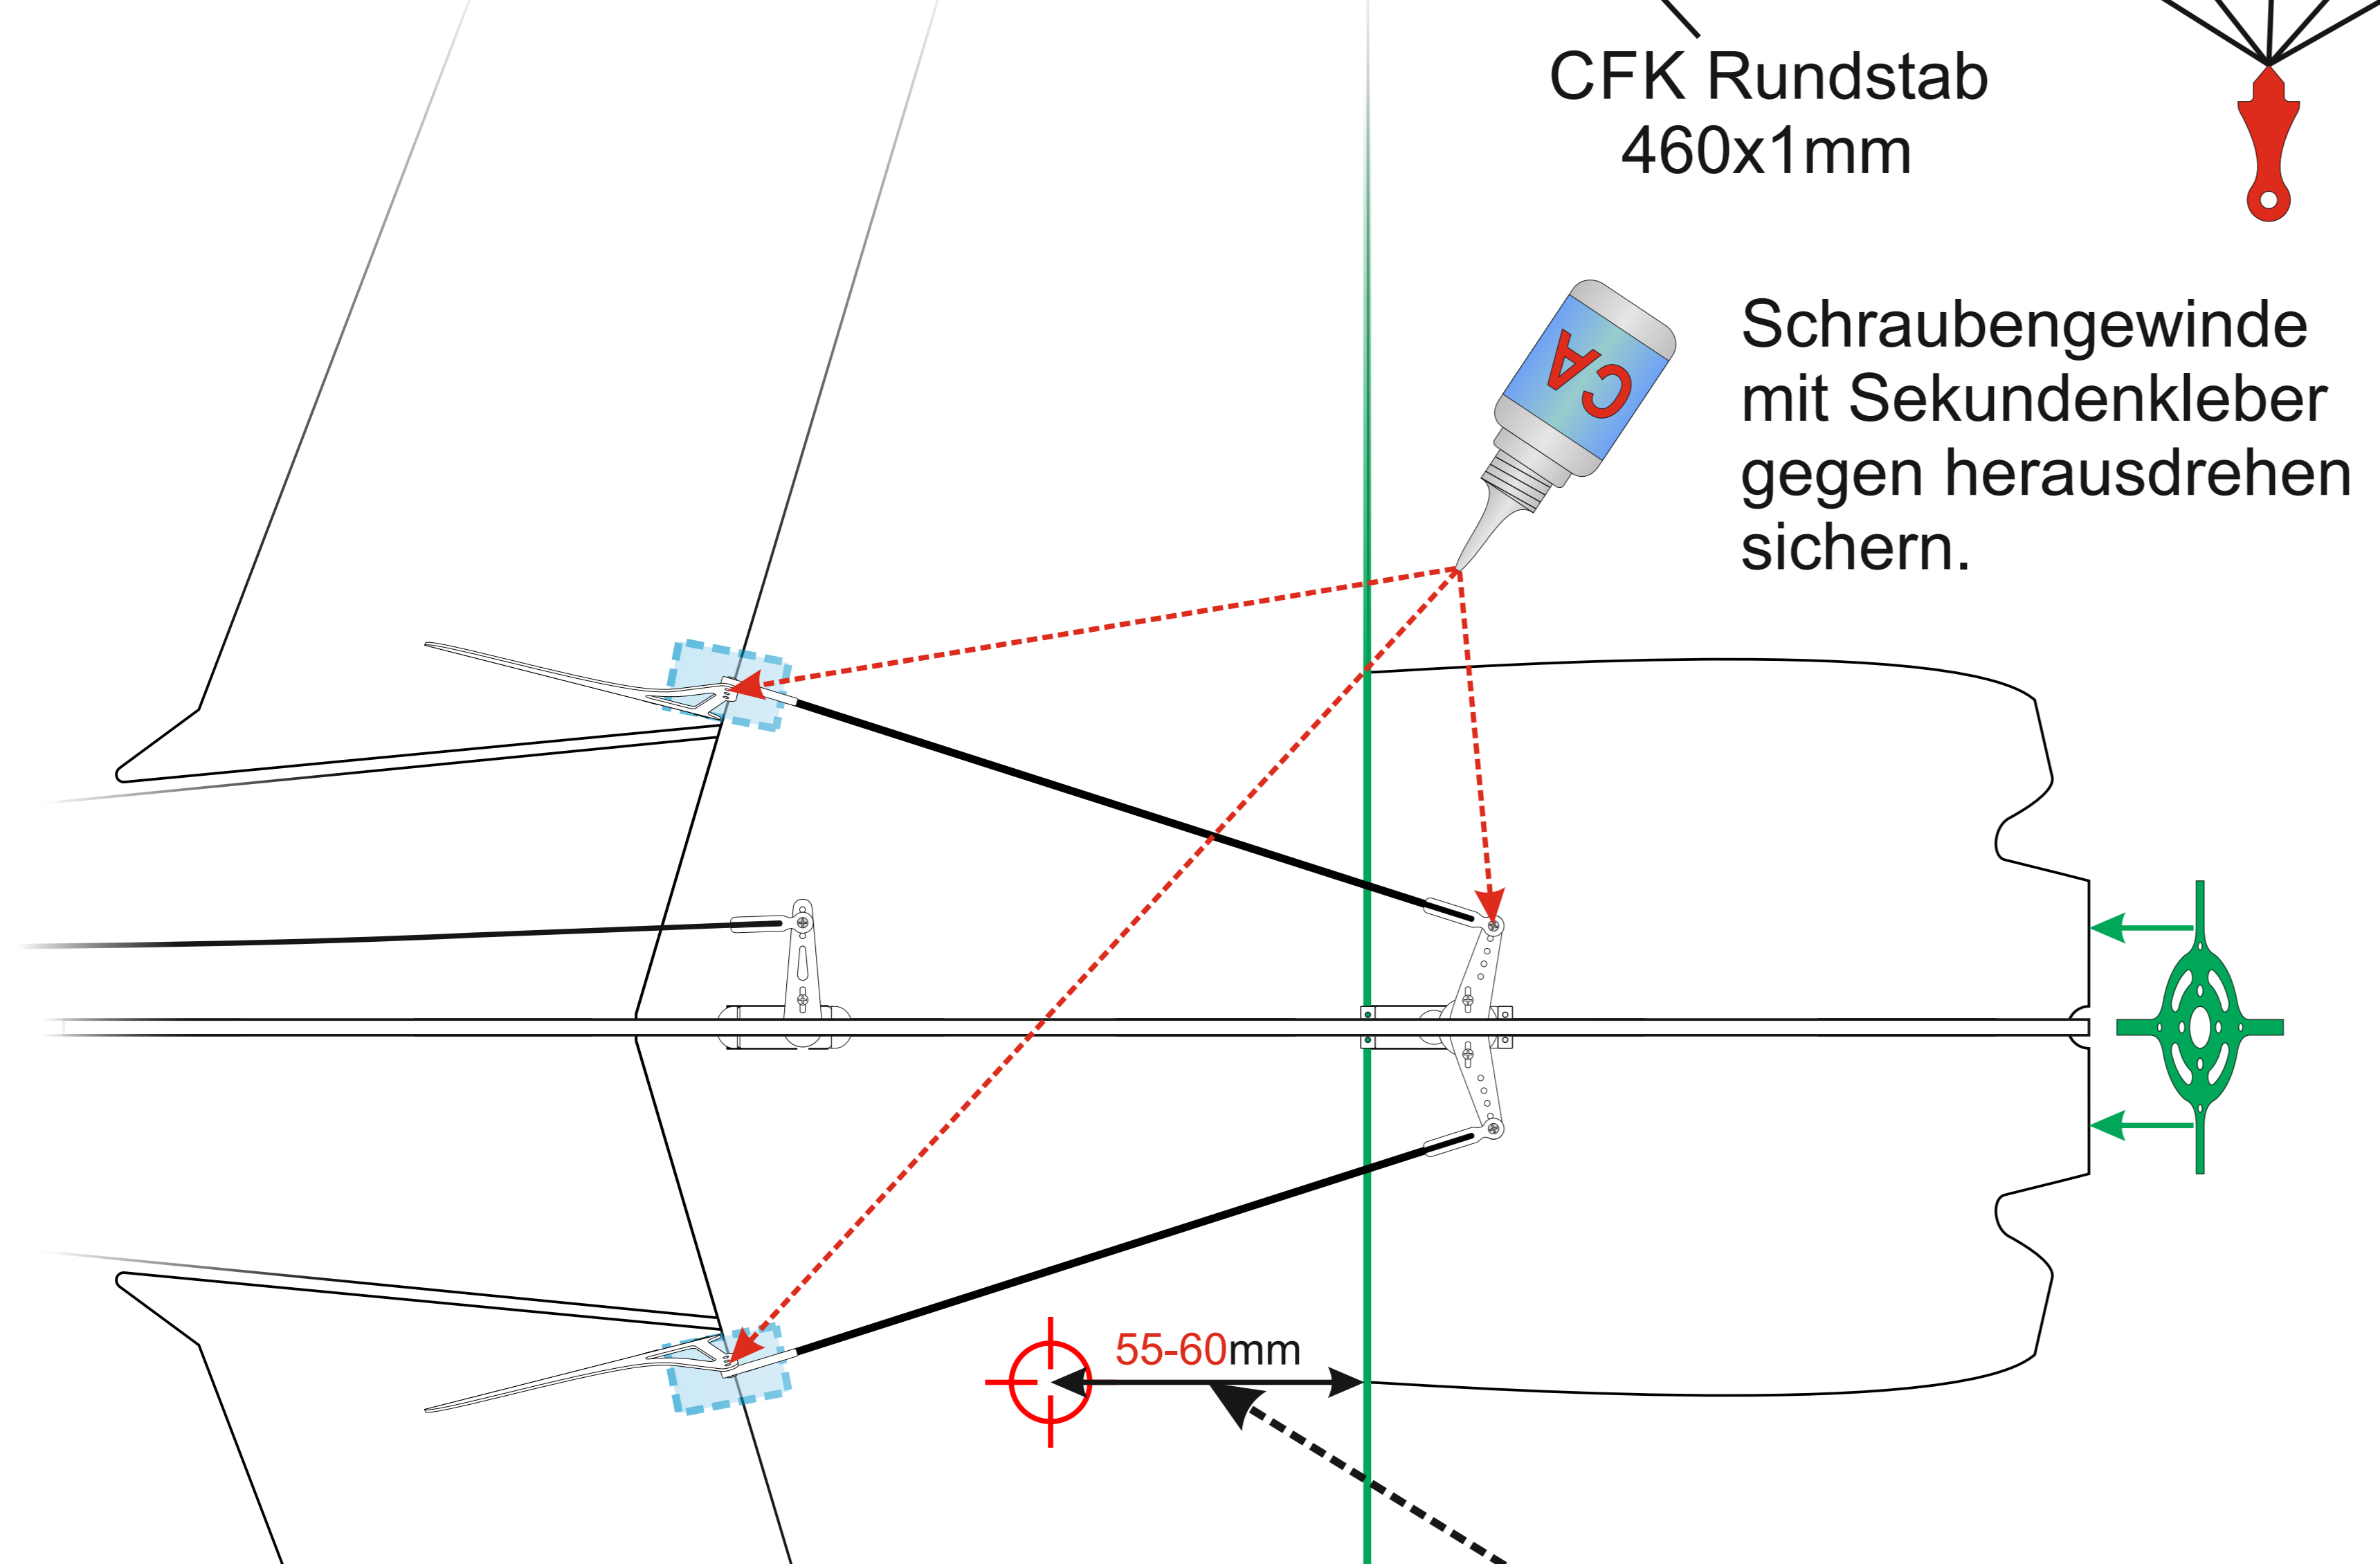 CFK Rundstab
460x1mm
CA
Schraubengewinde
mit Sekundenkleber
gegen herausdrehen
sichern.
55-60mm